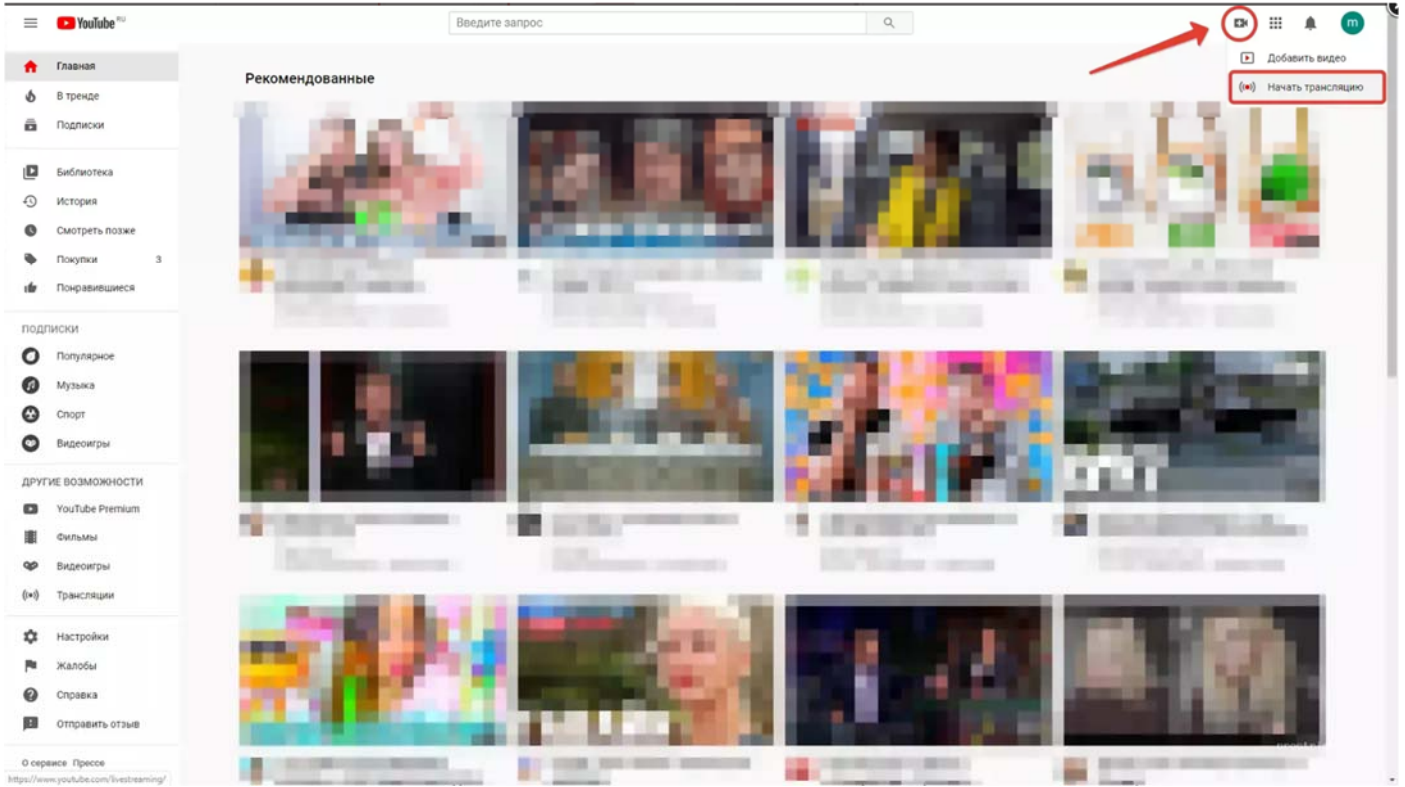 YouTube RU
Введите запрос
Добавить видео
Начать трансляцию
Главная
В тренде
Подписки
Библиотека
История
Смотреть позже
Покупки 3
Понравившиеся
ПОДПИСКИ
Популярное
Музыка
Спорт
Видеоигры
ДРУГИЕ ВОЗМОЖНОСТИ
YouTube Premium
Фильмы
Видеоигры
Трансляции
Настройки
Жалобы
Справка
Отправить отзыв
О сервисе Прессе
https://www.youtube.com/livestreaming/
Рекомендованные
m